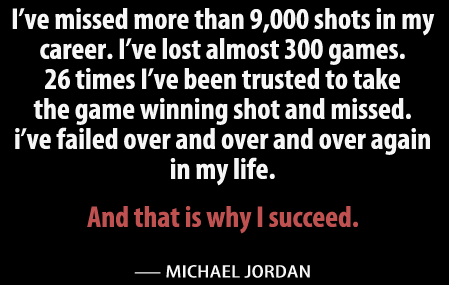 I’ve missed more than 9,000 shots in my
career. I’ve lost almost 300 games.
26 times I’ve been trusted to take
the game winning shot and missed.
i’ve failed over and over and over again
in my life.
And that is why I succeed.
— MICHAEL JORDAN